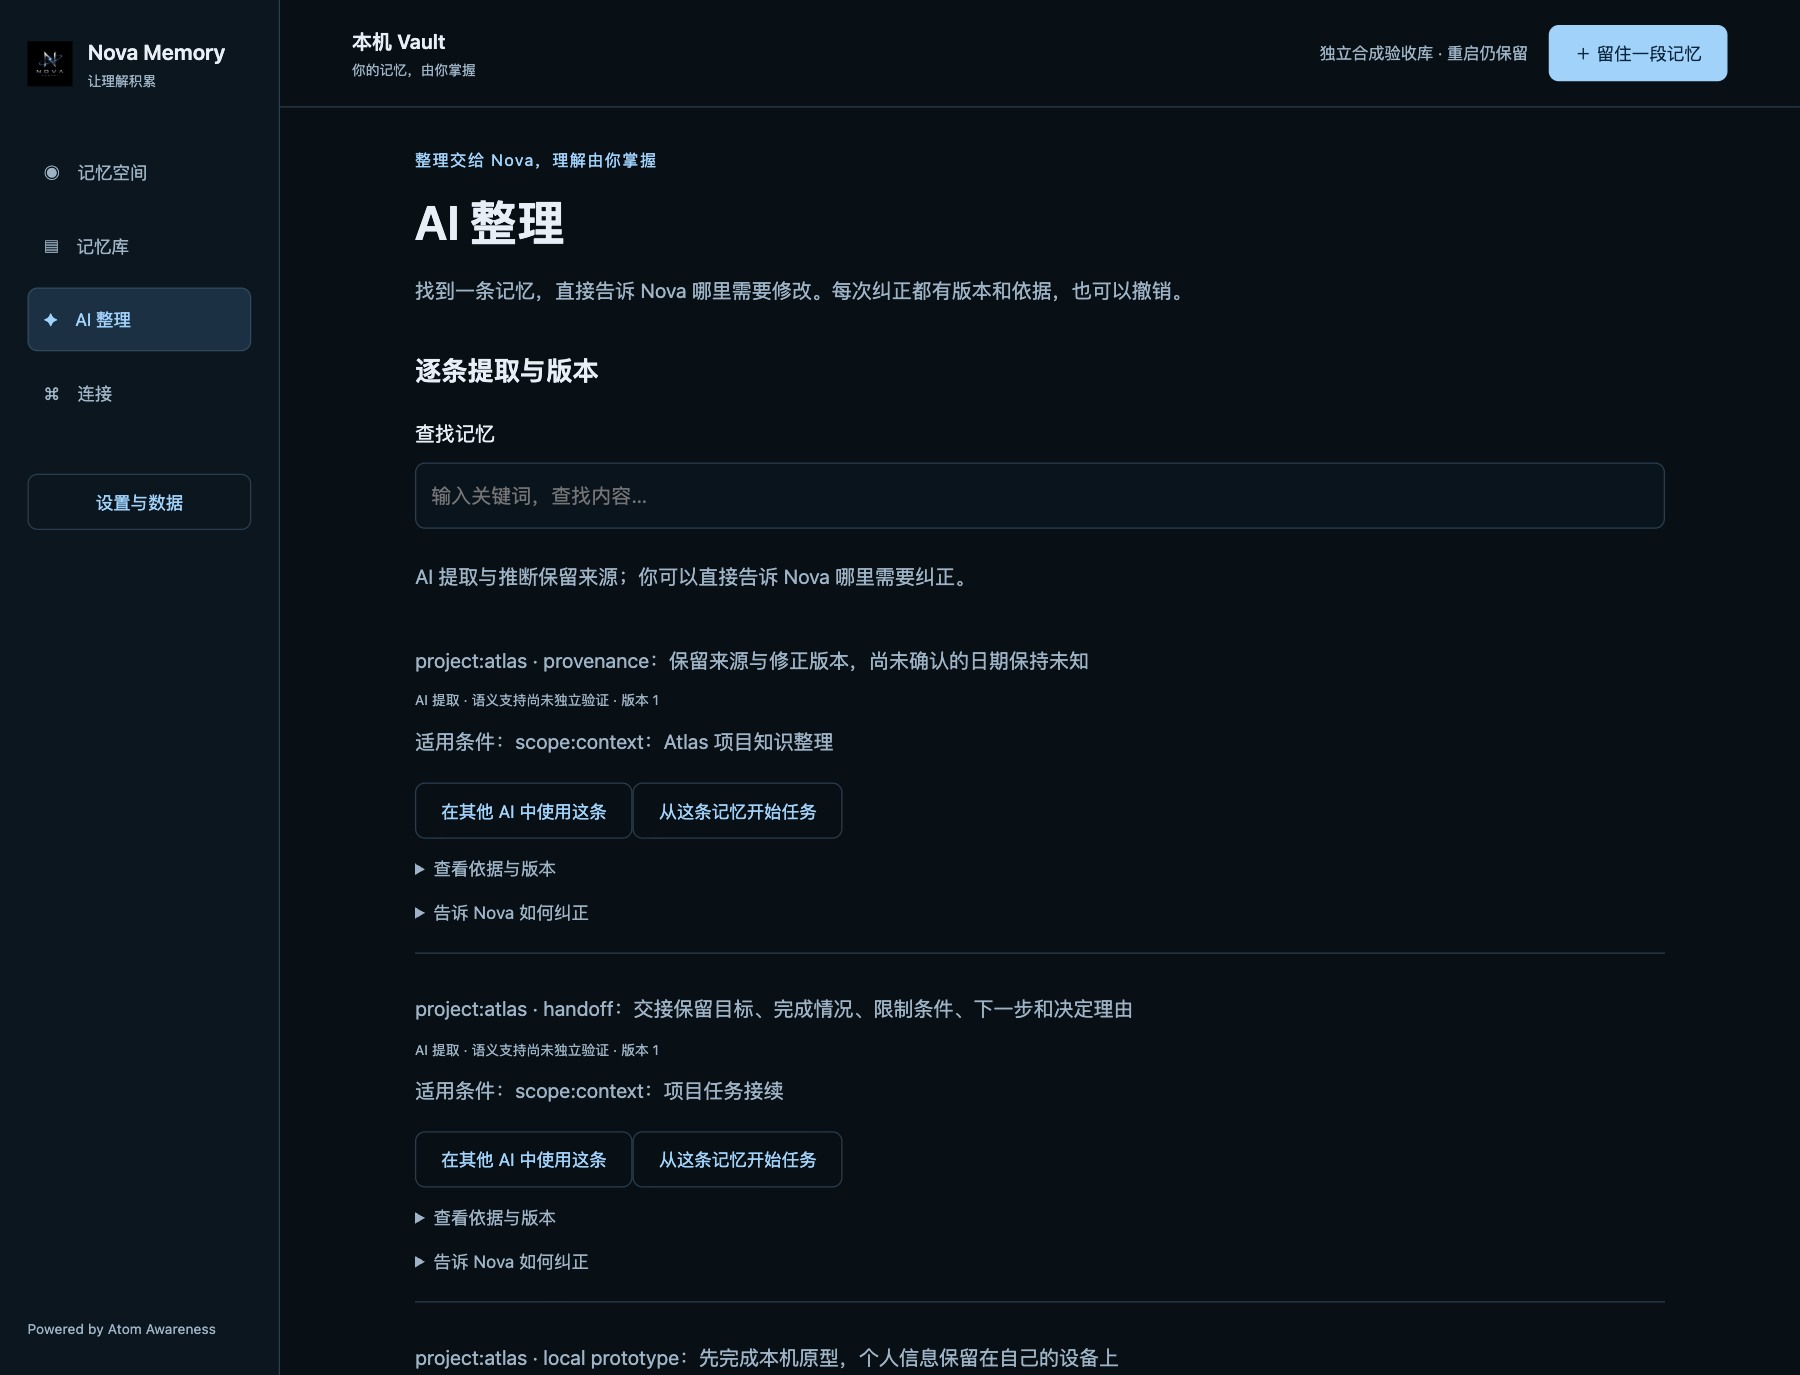 NOVA
Nova Memory
让理解积累
记忆空间
记忆库
AI 整理
连接
设置与数据
Powered by Atom Awareness
本机 Vault
你的记忆，由你掌握
独立合成验收库 · 重启仍保留
＋ 留住一段记忆
整理交给 Nova，理解由你掌握
AI 整理
找到一条记忆，直接告诉 Nova 哪里需要修改。每次纠正都有版本和依据，也可以撤销。
逐条提取与版本
查找记忆
输入关键词，查找内容...
AI 提取与推断保留来源；你可以直接告诉 Nova 哪里需要纠正。
project:atlas · provenance：保留来源与修正版本，尚未确认的日期保持未知
AI 提取 · 语义支持尚未独立验证 · 版本 1
适用条件：scope:context：Atlas 项目知识整理
在其他 AI 中使用这条
从这条记忆开始任务
▶ 查看依据与版本
▶ 告诉 Nova 如何纠正
project:atlas · handoff：交接保留目标、完成情况、限制条件、下一步和决定理由
AI 提取 · 语义支持尚未独立验证 · 版本 1
适用条件：scope:context：项目任务接续
在其他 AI 中使用这条
从这条记忆开始任务
▶ 查看依据与版本
▶ 告诉 Nova 如何纠正
project:atlas · local prototype：先完成本机原型，个人信息保留在自己的设备上